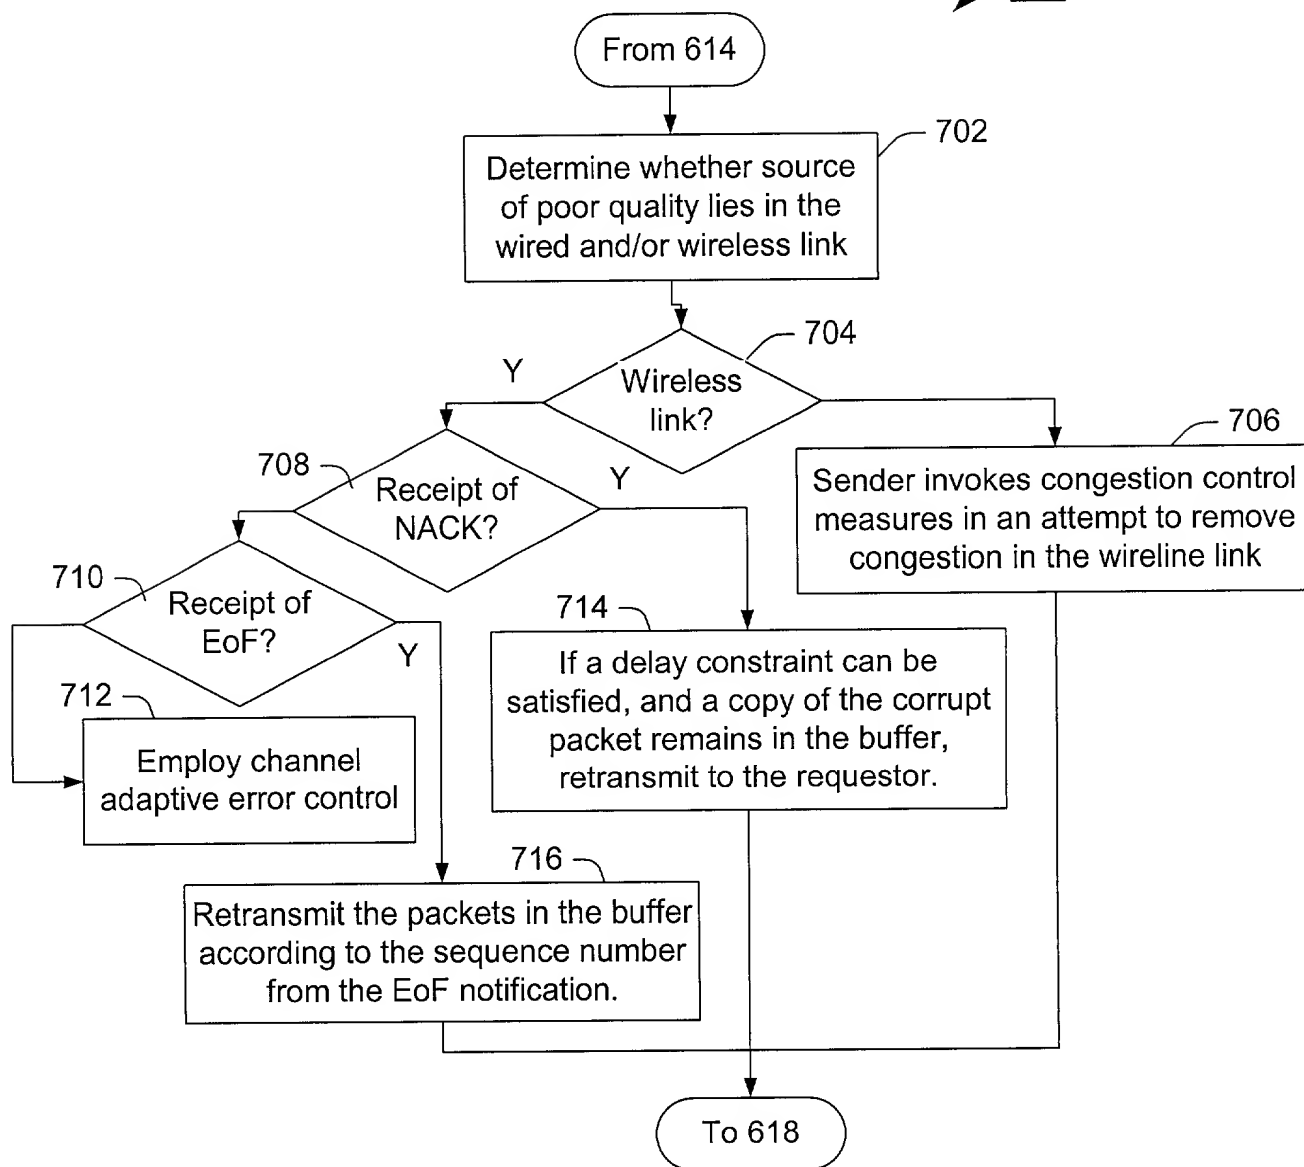 From 614
702
Determine whether source
of poor quality lies in the
wired and/or wireless link
704
Y
Wireless
link?
706
Sender invokes congestion control
measures in an attempt to remove
congestion in the wireline link
708
Y
Receipt of
NACK?
710
Receipt of
EoF?
Y
714
If a delay constraint can be
satisfied, and a copy of the corrupt
packet remains in the buffer,
retransmit to the requestor.
712
Employ channel
adaptive error control
716
Retransmit the packets in the buffer
according to the sequence number
from the EoF notification.
To 618